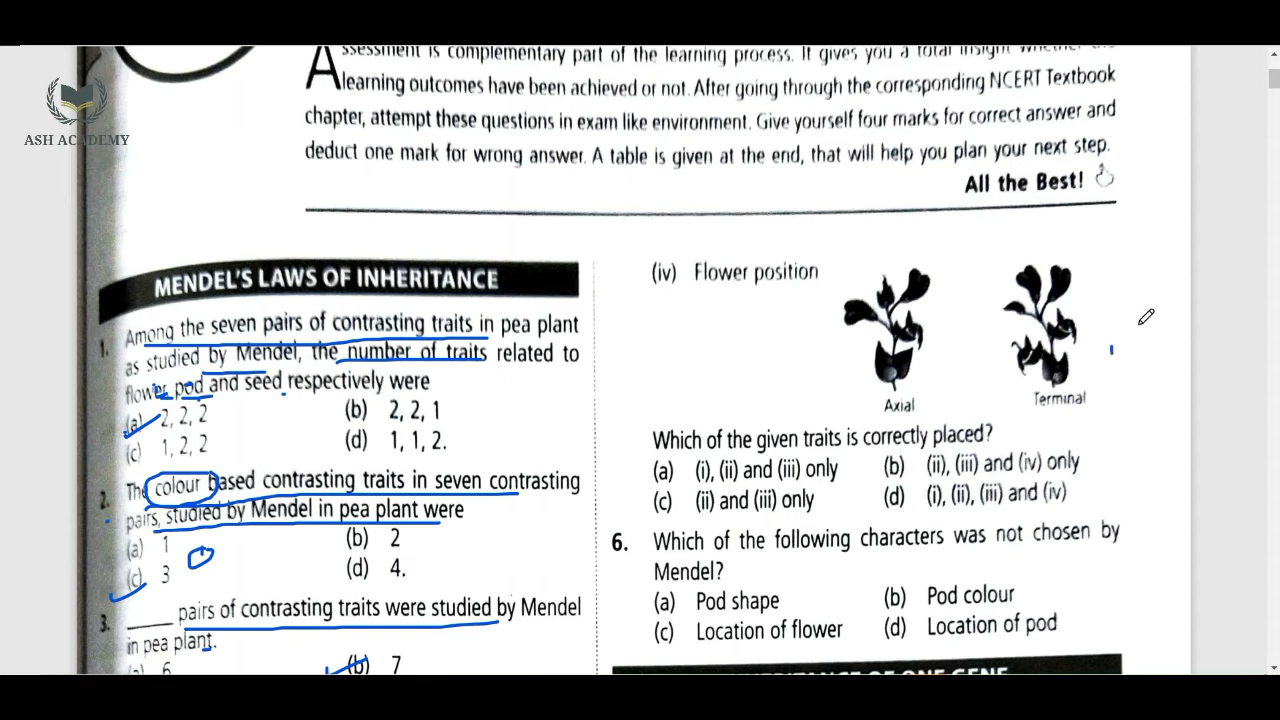 ASH ACADEMY
Assessment is complementary part of the learning process. It gives you a total insight whether the
learning outcomes have been achieved or not. After going through the corresponding NCERT Textbook
chapter, attempt these questions in exam like environment. Give yourself four marks for correct answer and
deduct one mark for wrong answer. A table is given at the end, that will help you plan your next step.
All the Best!
MENDEL'S LAWS OF INHERITANCE
1. Among the seven pairs of contrasting traits in pea plant
as studied by Mendel, the number of traits related to
flower, pod and seed respectively were
(a) 2, 2, 2 (b) 2, 2, 1
(c) 1, 2, 2 (d) 1, 1, 2.
2. The colour based contrasting traits in seven contrasting
pairs, studied by Mendel in pea plant were
(a) 1 (b) 2
(c) 3 (d) 4.
3. _____ pairs of contrasting traits were studied by Mendel
in pea plant.
(a) 6 (b) 7
(iv) Flower position
Axial Terminal
Which of the given traits is correctly placed?
(a) (i), (ii) and (iii) only (b) (ii), (iii) and (iv) only
(c) (ii) and (iii) only (d) (i), (ii), (iii) and (iv)
6. Which of the following characters was not chosen by
Mendel?
(a) Pod shape (b) Pod colour
(c) Location of flower (d) Location of pod
INHERITANCE OF ONE GENE